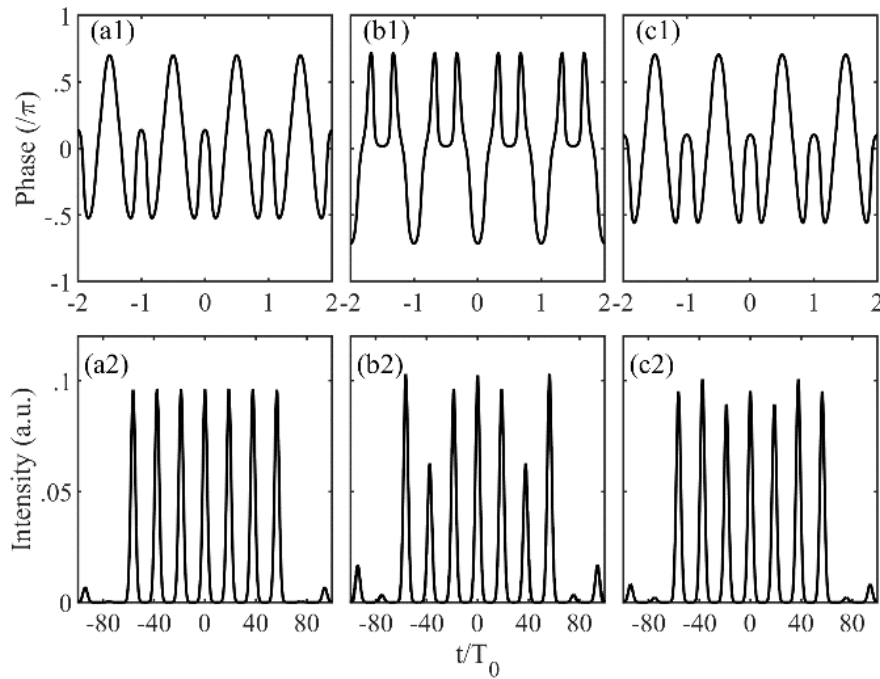 (a1) (b1) (c1)
Phase (/π)
1
.5
0
-.5
-1
-2 -1 0 1 2 -2 -1 0 1 2 -2 -1 0 1 2
(a2) (b2) (c2)
Intensity (a.u.)
.1
.05
0
-80 -40 0 40 80 -80 -40 0 40 80 -80 -40 0 40 80
t/T0